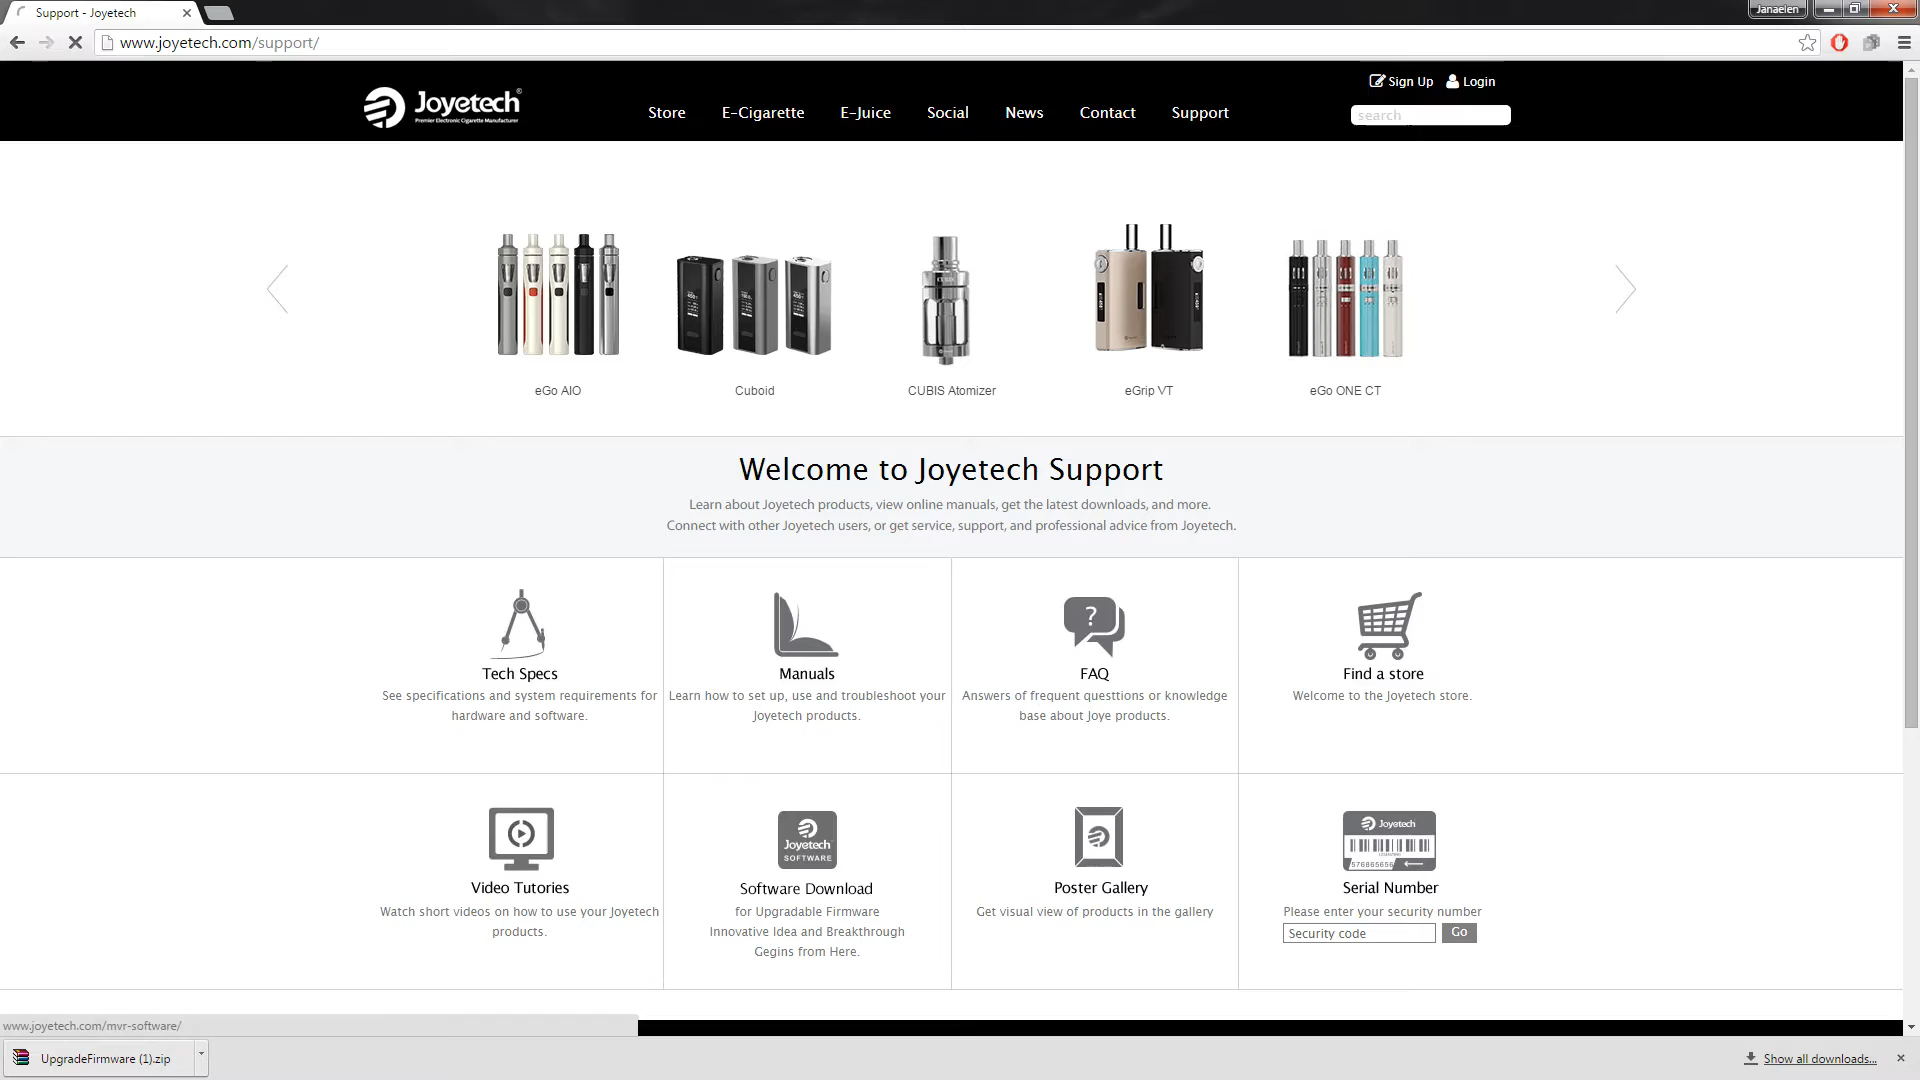 Support - Joyetech
Janaelen
www.joyetech.com/support/
Sign Up Login
Joyetech®
Premier Electronic Cigarette Manufacturer
Store E-Cigarette E-Juice Social News Contact Support
search
eGo AIO Cuboid CUBIS Atomizer eGrip VT eGo ONE CT
Welcome to Joyetech Support
Learn about Joyetech products, view online manuals, get the latest downloads, and more.
Connect with other Joyetech users, or get service, support, and professional advice from Joyetech.
?
Tech Specs
See specifications and system requirements for
hardware and software.
Manuals
Learn how to set up, use and troubleshoot your
Joyetech products.
FAQ
Answers of frequent questtions or knowledge
base about Joye products.
Find a store
Welcome to the Joyetech store.
Video Tutories
Watch short videos on how to use your Joyetech
products.
Joyetech
SOFTWARE
Software Download
for Upgradable Firmware
Innovative Idea and Breakthrough
Gegins from Here.
Poster Gallery
Get visual view of products in the gallery
Joyetech
Serial Number
Please enter your security number
Security code Go
www.joyetech.com/mvr-software/
UpgradeFirmware (1).zip
Show all downloads...